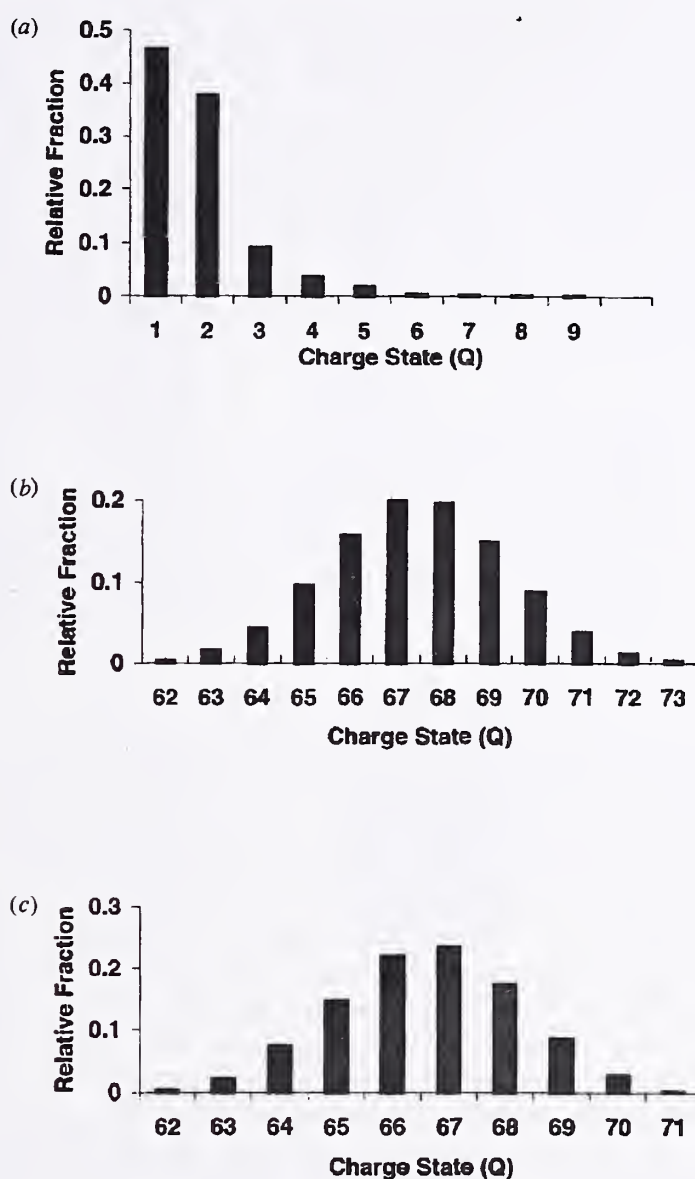 (a)
0.5
0.4
0.3
0.2
0.1
0
Relative Fraction
1 2 3 4 5 6 7 8 9
Charge State (Q)
(b)
0.2
0.1
0
Relative Fraction
62 63 64 65 66 67 68 69 70 71 72 73
Charge State (Q)
(c)
0.3
0.2
0.1
0
Relative Fraction
62 63 64 65 66 67 68 69 70 71
Charge State (Q)